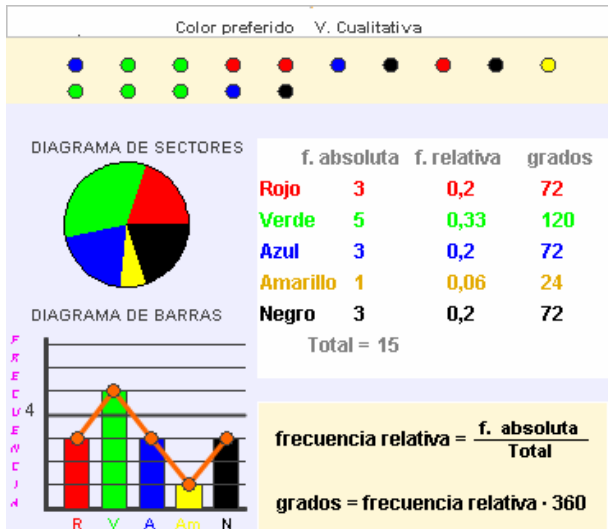 Color preferido V. Cualitativa
DIAGRAMA DE SECTORES
f. absoluta f. relativa grados
Rojo 3 0,2 72
Verde 5 0,33 120
Azul 3 0,2 72
Amarillo 1 0,06 24
Negro 3 0,2 72
Total = 15
DIAGRAMA DE BARRAS
FRECUENCIA
4
R V A Am N
frecuencia relativa = f. absoluta
Total
grados = frecuencia relativa · 360